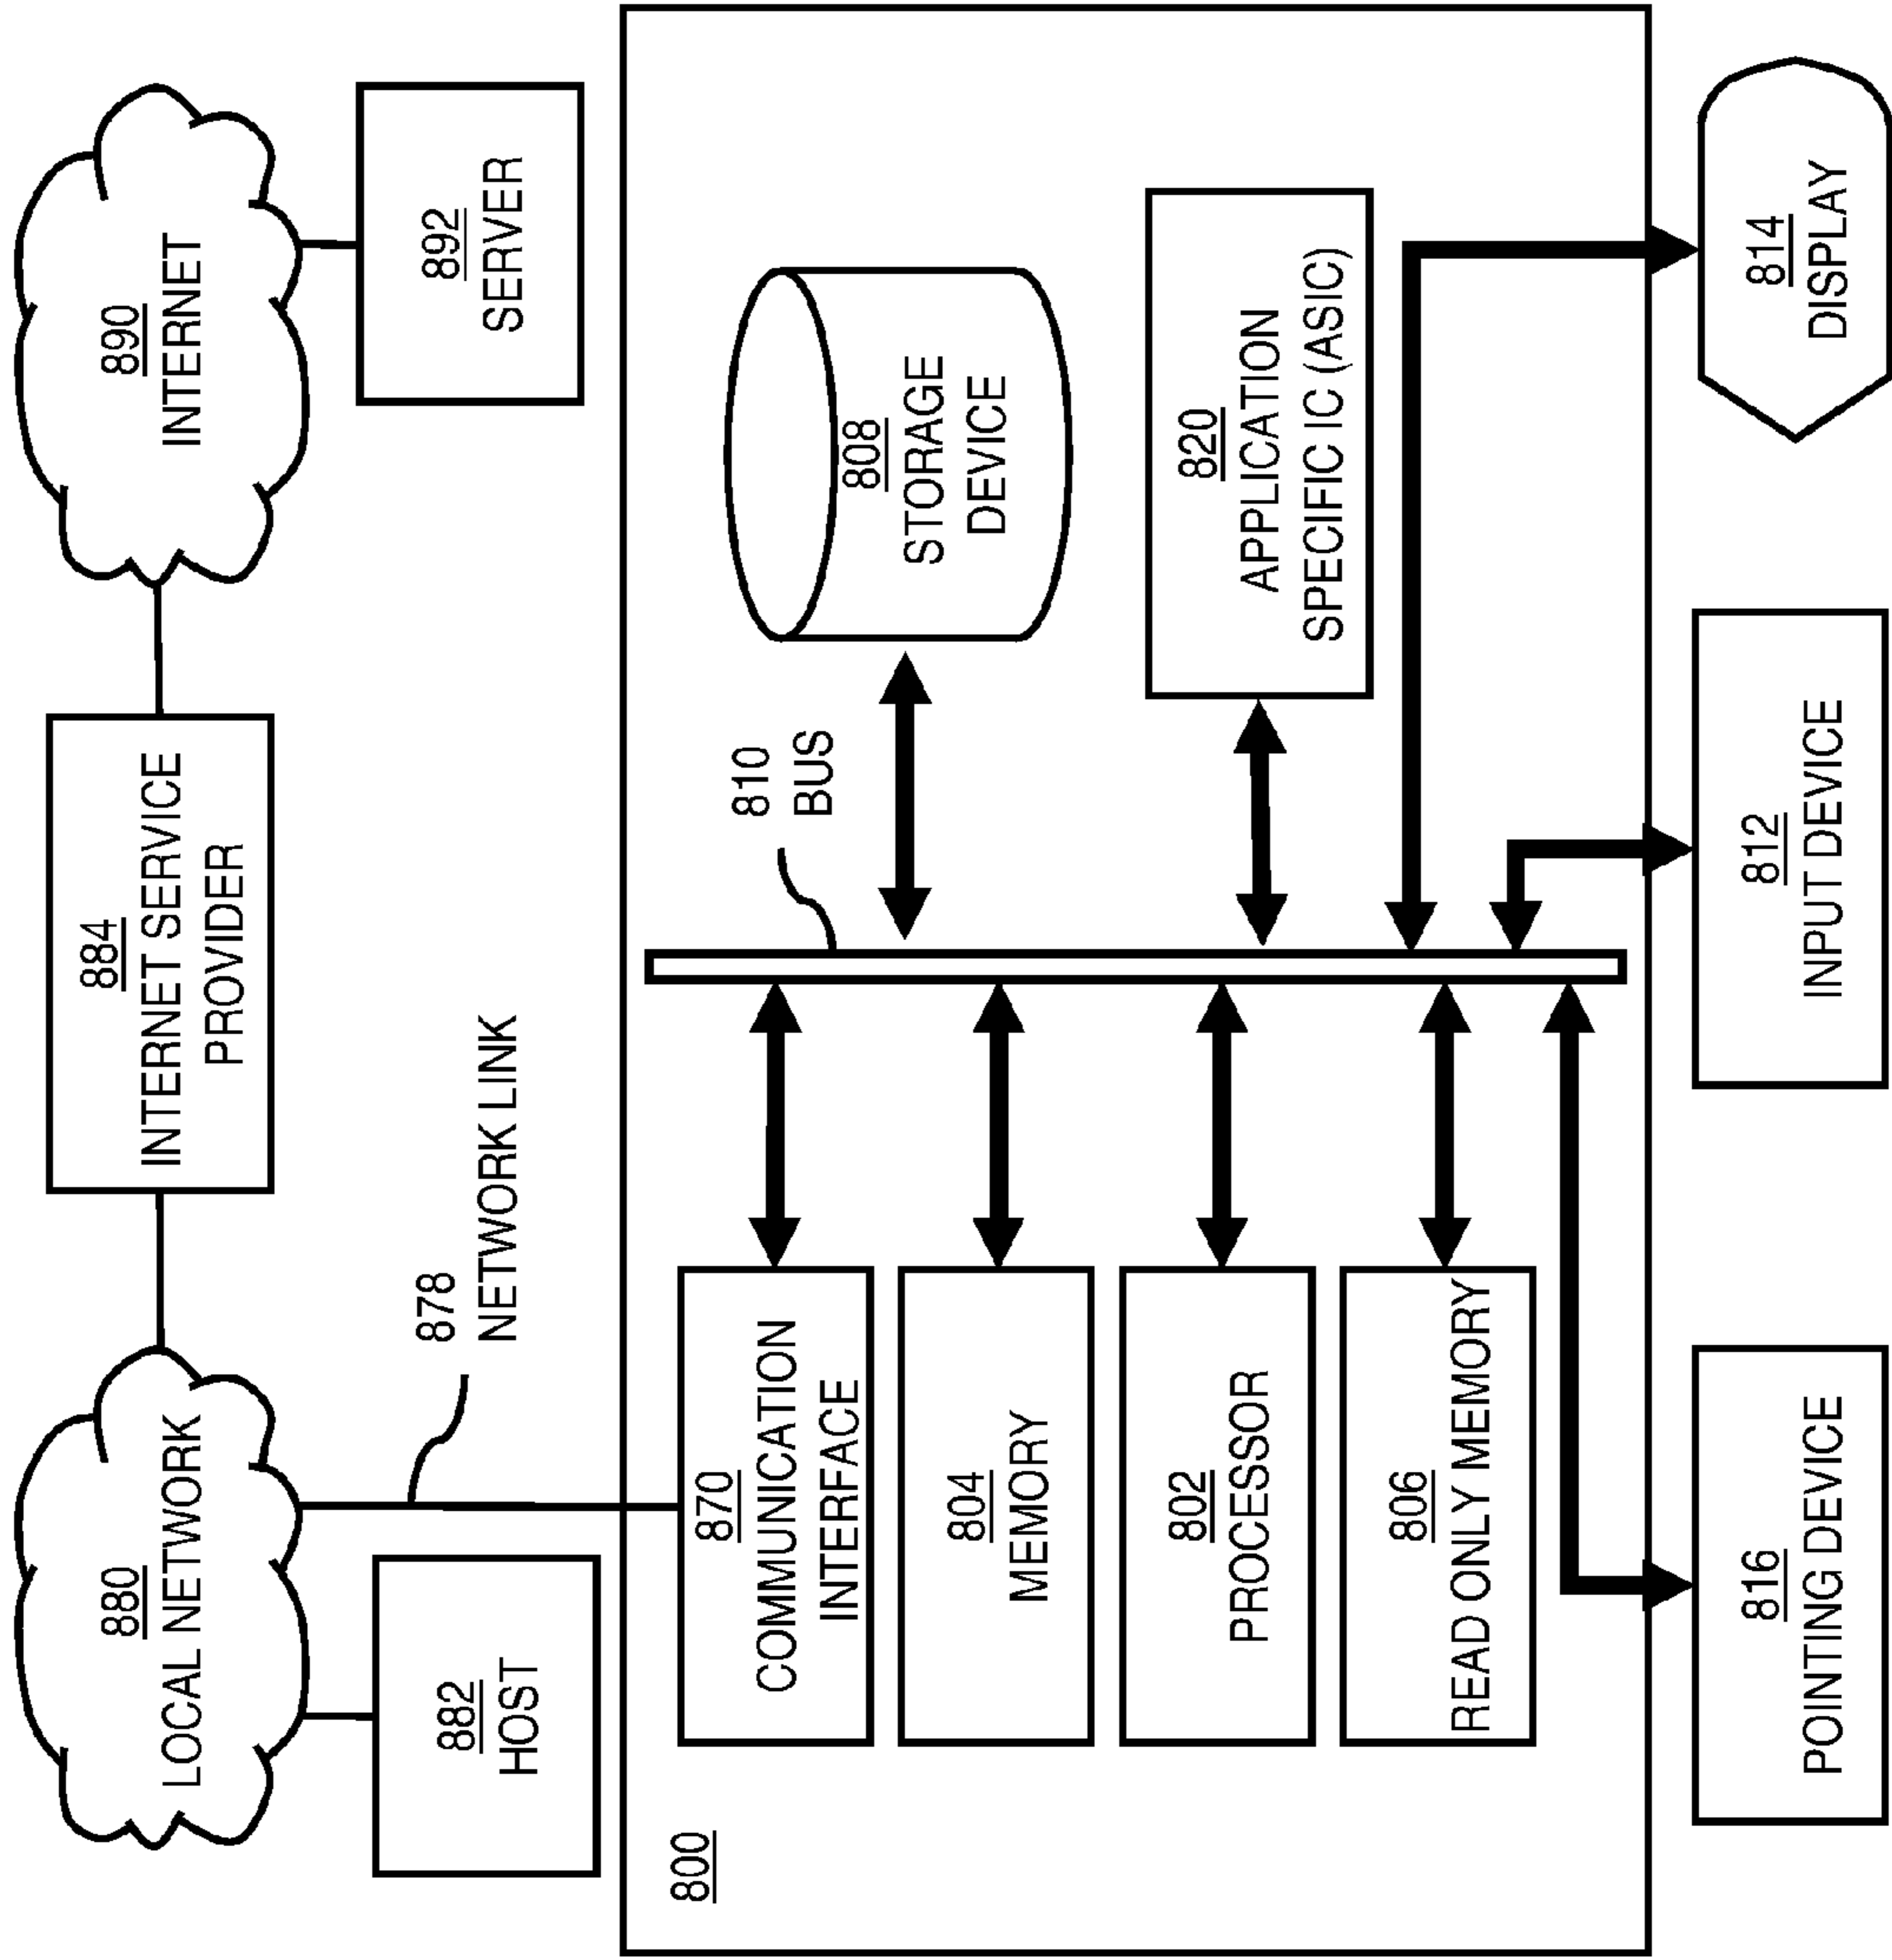 880
LOCAL NETWORK
884
INTERNET SERVICE
PROVIDER
890
INTERNET
878
NETWORK LINK
882
HOST
892
SERVER
800
870
COMMUNICATION
INTERFACE
804
MEMORY
802
PROCESSOR
806
READ ONLY MEMORY
810
BUS
808
STORAGE
DEVICE
820
APPLICATION
SPECIFIC IC (ASIC)
816
POINTING DEVICE
812
INPUT DEVICE
814
DISPLAY